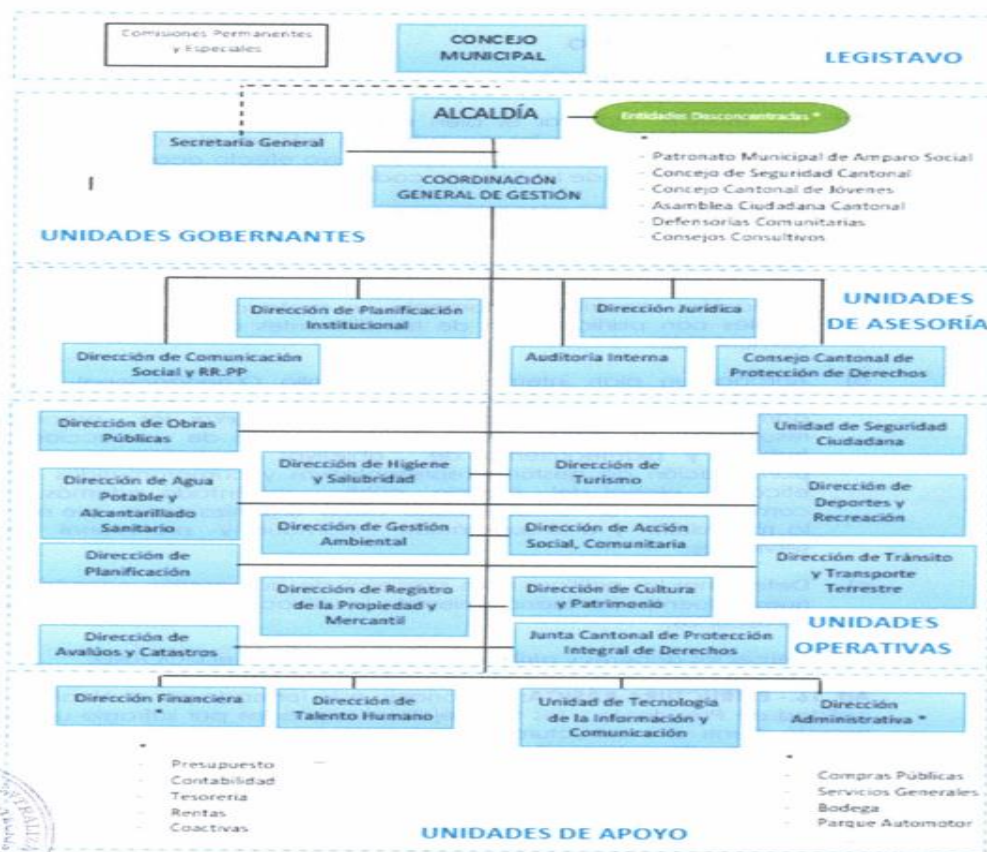 Comisiones Permanentes
y Especiales
CONCEJO
MUNICIPAL
LEGISTAVO
ALCALDÍA
Entidades Desconcentradas *
Secretaría General
*
- Patronato Municipal de Amparo Social
- Concejo de Seguridad Cantonal
- Concejo Cantonal de Jóvenes
- Asamblea Ciudadana Cantonal
- Defensorías Comunitarias
- Consejos Consultivos
COORDINACIÓN
GENERAL DE GESTIÓN
UNIDADES GOBERNANTES
UNIDADES
DE ASESORÍA
Dirección de Planificación
Institucional
Dirección Jurídica
Dirección de Comunicación
Social y RR.PP
Auditoría Interna
Consejo Cantonal de
Protección de Derechos
Dirección de Obras
Públicas
Unidad de Seguridad
Ciudadana
Dirección de Higiene
y Salubridad
Dirección de
Turismo
Dirección de Agua
Potable y
Alcantarillado
Sanitario
Dirección de
Deportes y
Recreación
Dirección de Gestión
Ambiental
Dirección de Acción
Social, Comunitaria
Dirección de
Planificación
Dirección de Tránsito
y Transporte
Terrestre
Dirección de Registro
de la Propiedad y
Mercantil
Dirección de Cultura
y Patrimonio
Dirección de
Avalúos y Catastros
Junta Cantonal de Protección
Integral de Derechos
UNIDADES
OPERATIVAS
Dirección Financiera
*
Dirección de
Talento Humano
Unidad de Tecnología
de la Información y
Comunicación
Dirección
Administrativa *
*
- Presupuesto
- Contabilidad
- Tesorería
- Rentas
- Coactivas
*
- Compras Públicas
- Servicios Generales
- Bodega
- Parque Automotor
UNIDADES DE APOYO